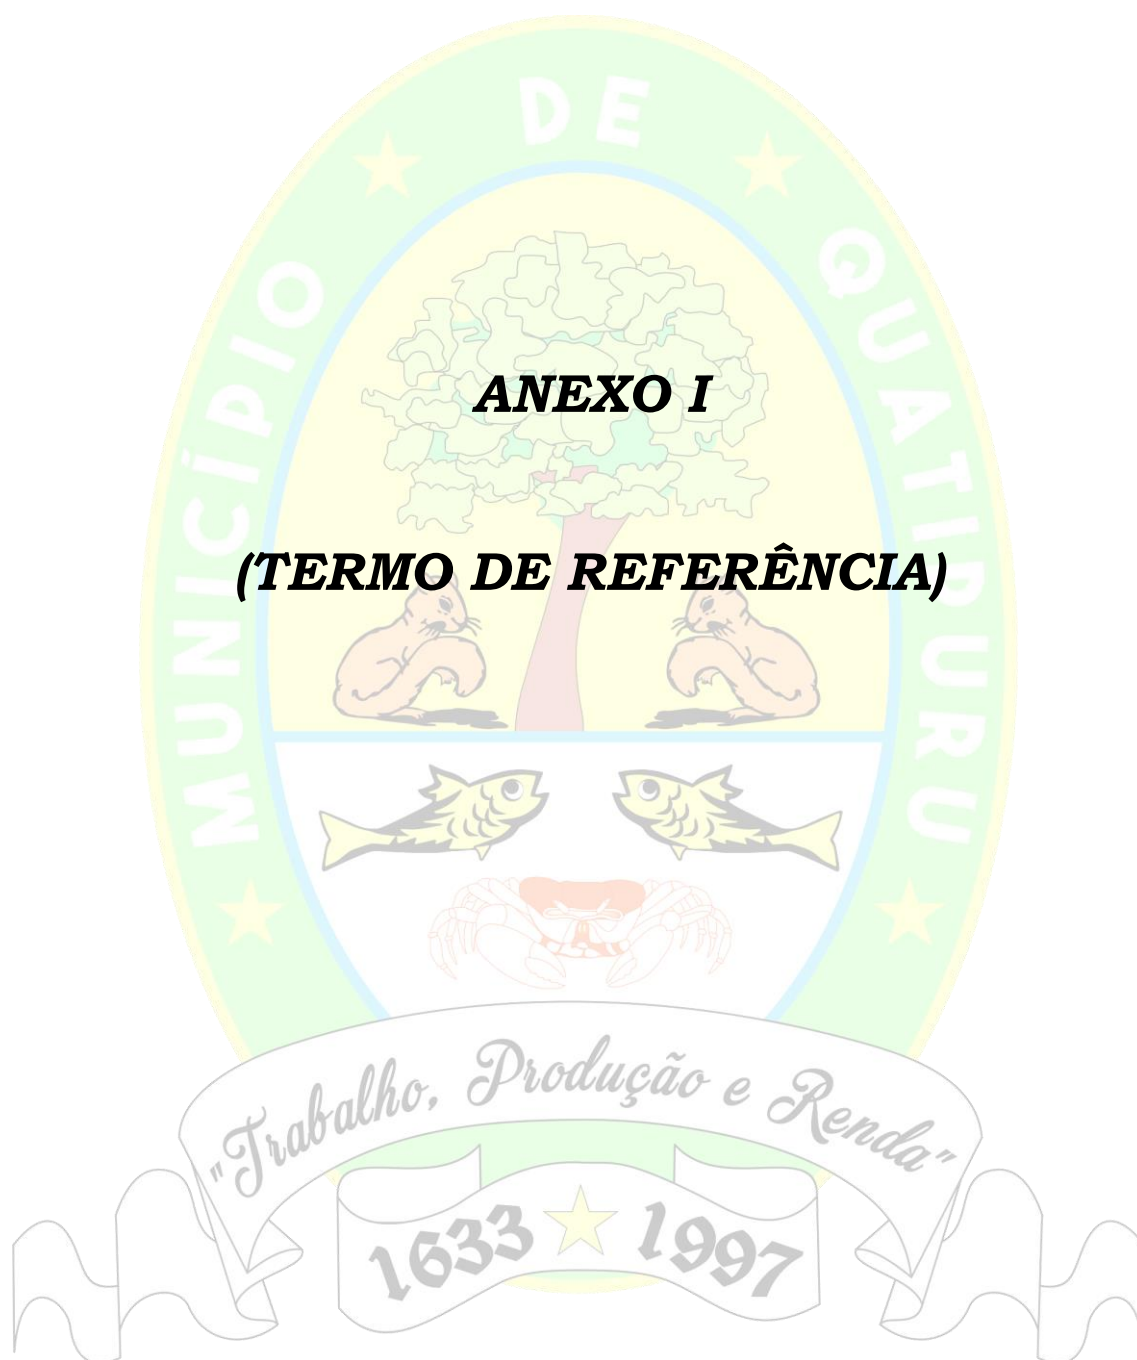 MUNICÍPIO DE QUATIPURU
ANEXO I
(TERMO DE REFERÊNCIA)
"Trabalho, Produção e Renda"
1633 1997